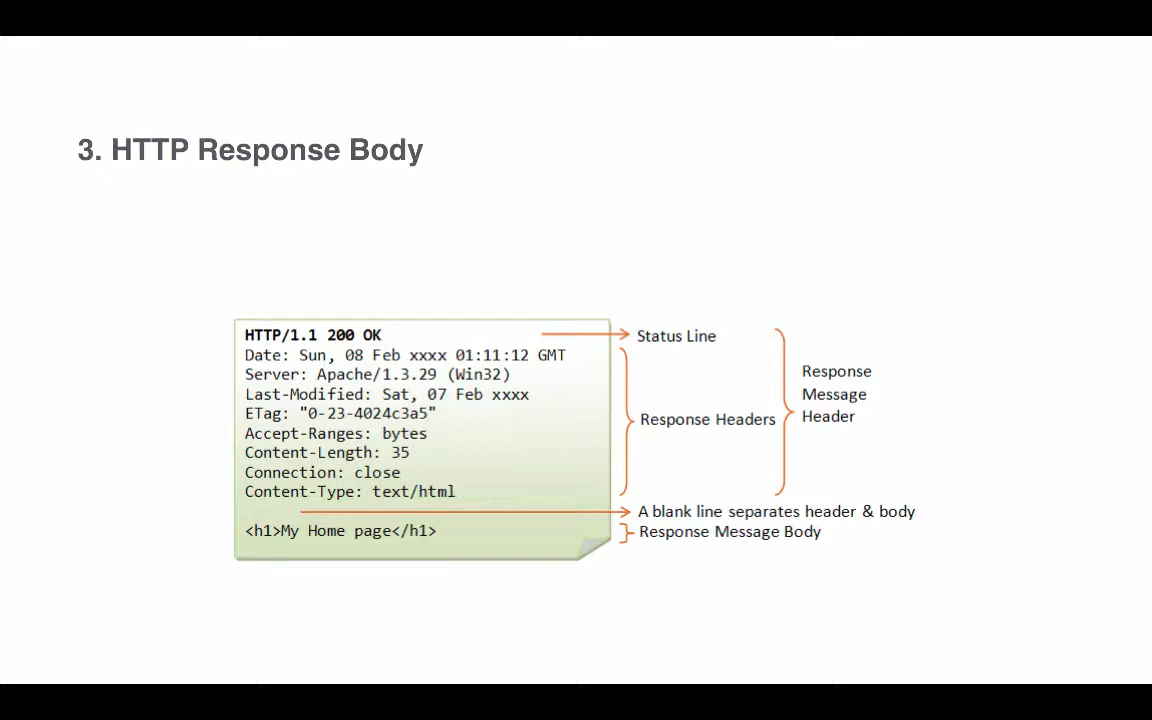 3. HTTP Response Body
HTTP/1.1 200 OK
Date: Sun, 08 Feb xxxx 01:11:12 GMT
Server: Apache/1.3.29 (Win32)
Last-Modified: Sat, 07 Feb xxxx
ETag: "0-23-4024c3a5"
Accept-Ranges: bytes
Content-Length: 35
Connection: close
Content-Type: text/html
<h1>My Home page</h1>
Status Line
Response Headers
Response
Message
Header
A blank line separates header & body
Response Message Body